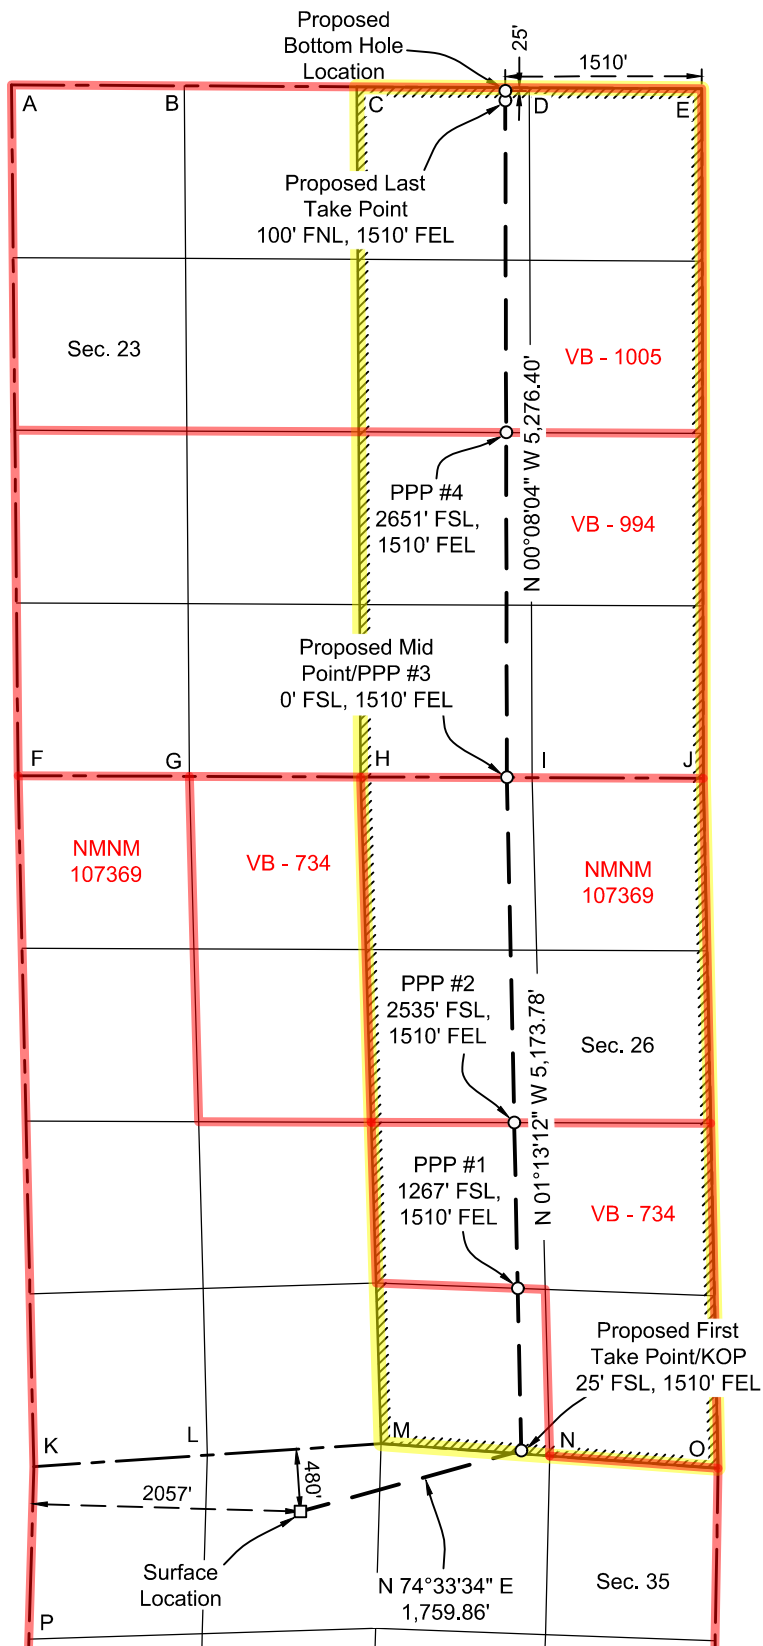 Proposed
Bottom Hole
Location
25'
1510'
A
B
C
D
E
Proposed Last
Take Point
100' FNL, 1510' FEL
Sec. 23
VB - 1005
N 00°08'04" W 5,276.40'
PPP #4
2651' FSL,
1510' FEL
VB - 994
Proposed Mid
Point/PPP #3
0' FSL, 1510' FEL
F
G
H
I
J
NMNM
107369
VB - 734
NMNM
107369
PPP #2
2535' FSL,
1510' FEL
Sec. 26
N 01°13'12" W 5,173.78'
PPP #1
1267' FSL,
1510' FEL
VB - 734
Proposed First
Take Point/KOP
25' FSL, 1510' FEL
K
L
M
N
O
480'
2057'
Surface
Location
N 74°33'34" E
1,759.86'
Sec. 35
P